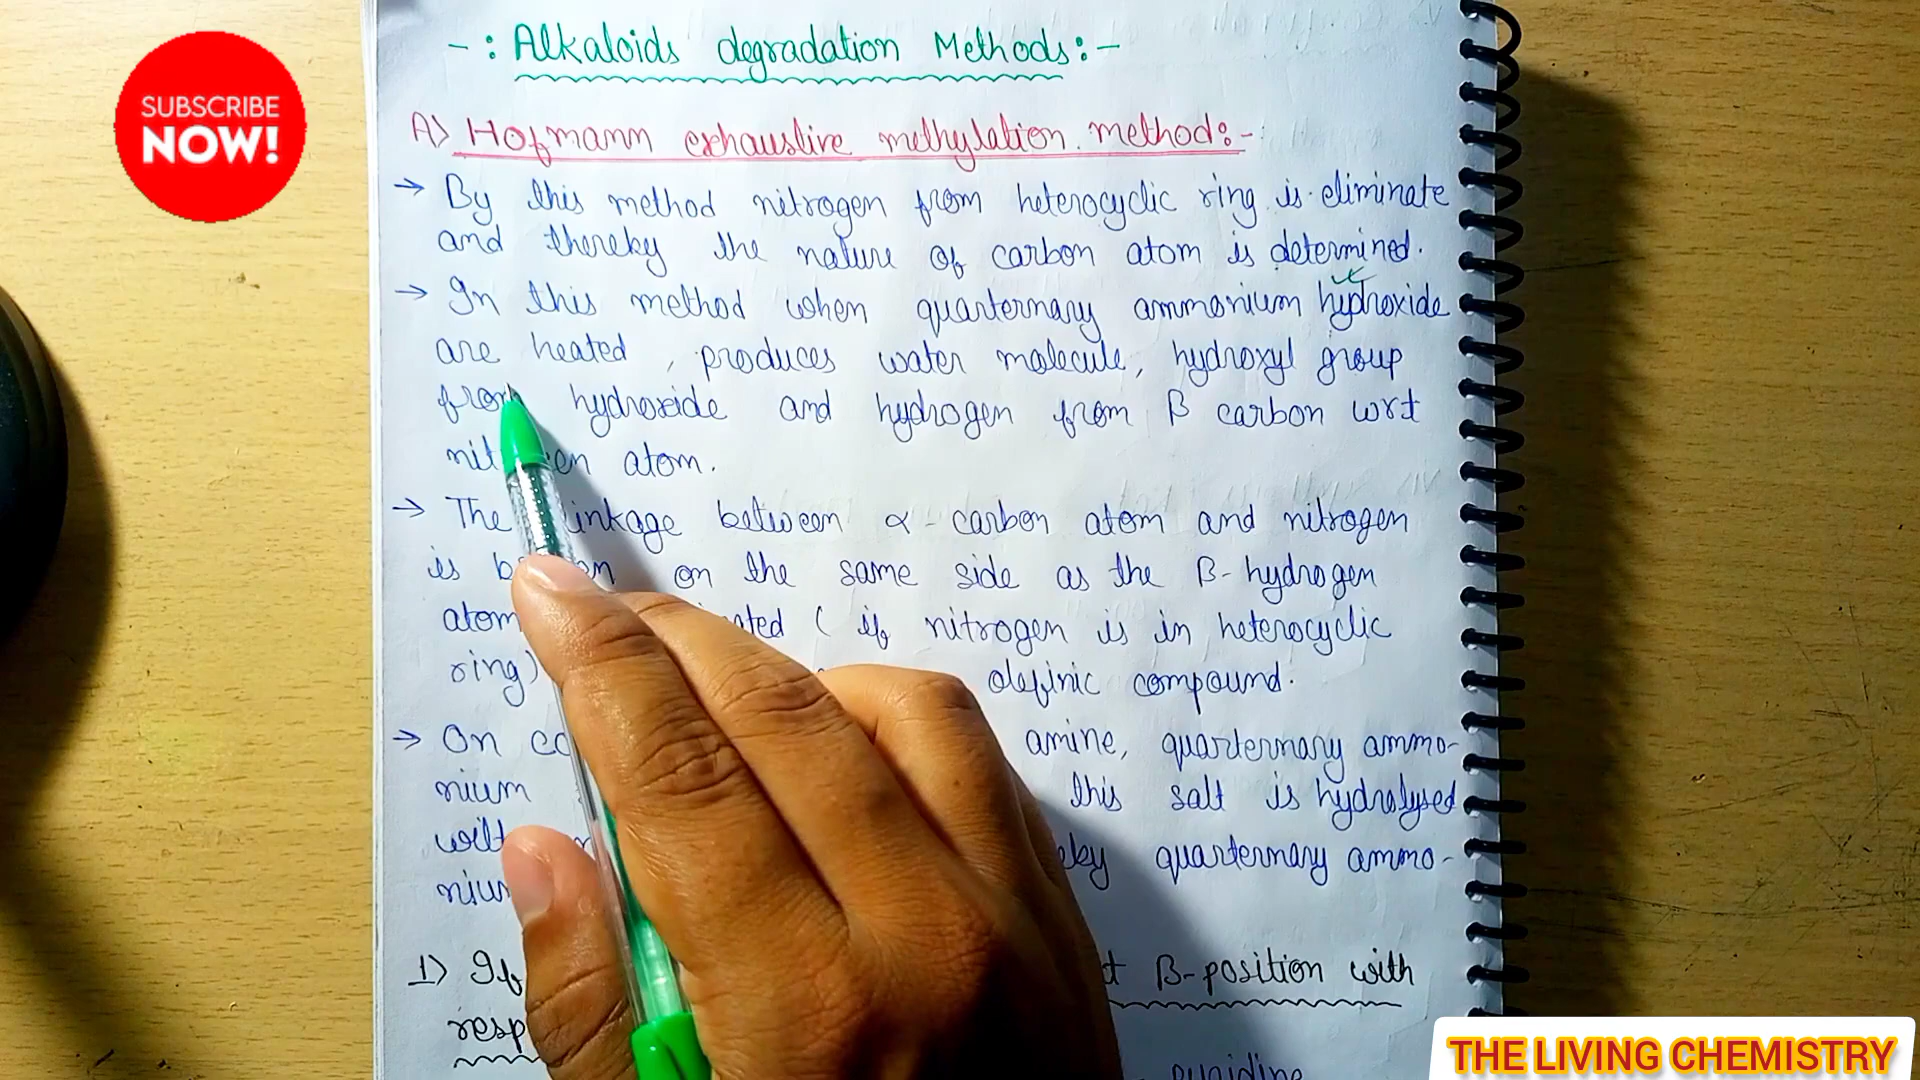 SUBSCRIBE
NOW!
-: Alkaloids degradation Methods:-
A) Hofmann exhaustive methylation method:-
→ By this method nitrogen from heterocyclic ring is eliminate
and thereby the nature of carbon atom is determined.
→ In this method when quarternary ammonium hydroxide
are heated, produces water molecule, hydroxyl group
from hydroxide and hydrogen from β carbon wrt
atom.
→ The linkage between α-carbon atom and nitrogen
is on the same side as the β-hydrogen
atom (if nitrogen is in heterocyclic
ring) olefinic compound.
→ On amine, quarternary ammo-
nium this salt is hydrolysed
quarternary ammo-
1) If β-position with
THE LIVING CHEMISTRY